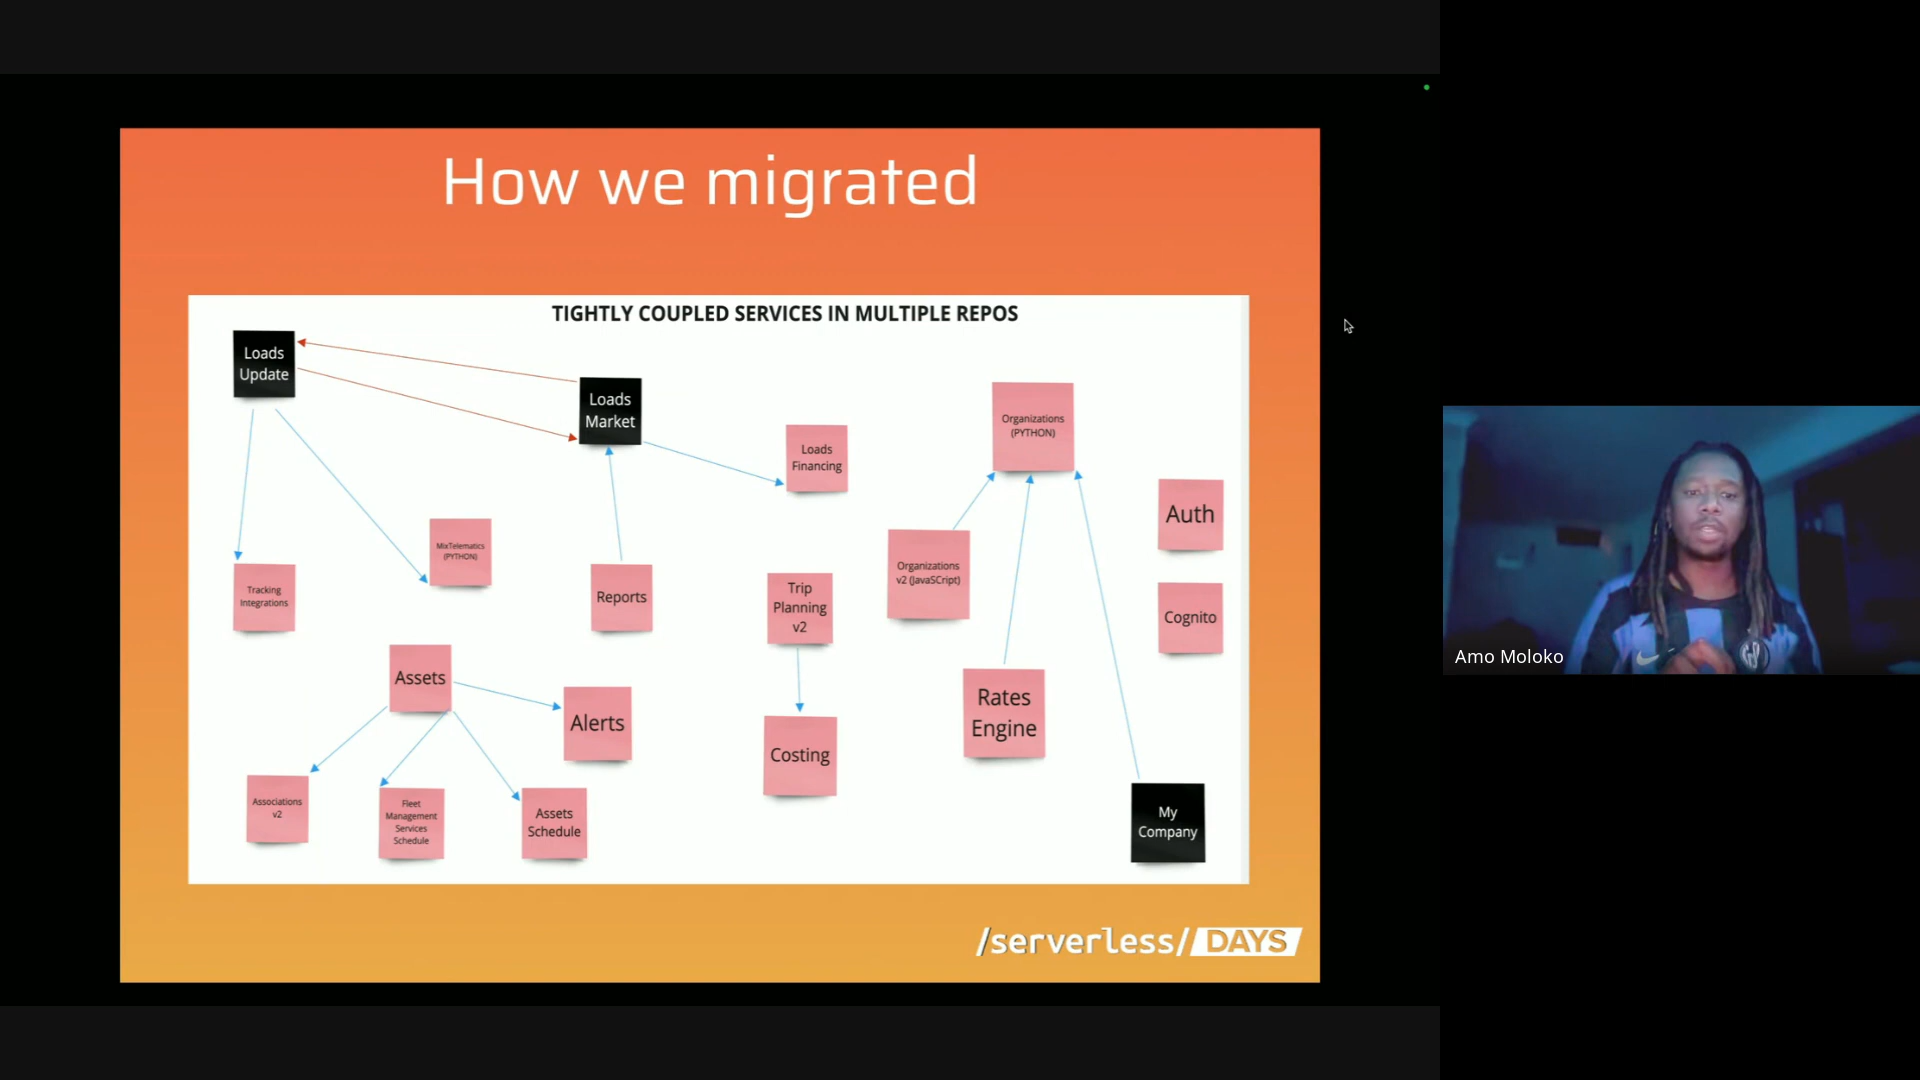 How we migrated
TIGHTLY COUPLED SERVICES IN MULTIPLE REPOS
Loads
Update
Loads
Market
Loads
Financing
Organizations
(PYTHON)
Auth
MixTelematics
(PYTHON)
Tracking
Integrations
Reports
Trip
Planning
v2
Organizations
v2 (JavaSCript)
Cognito
Assets
Alerts
Costing
Rates
Engine
Associations
v2
Fleet
Management
Services
Schedule
Assets
Schedule
My
Company
/serverless//DAYS
Amo Moloko